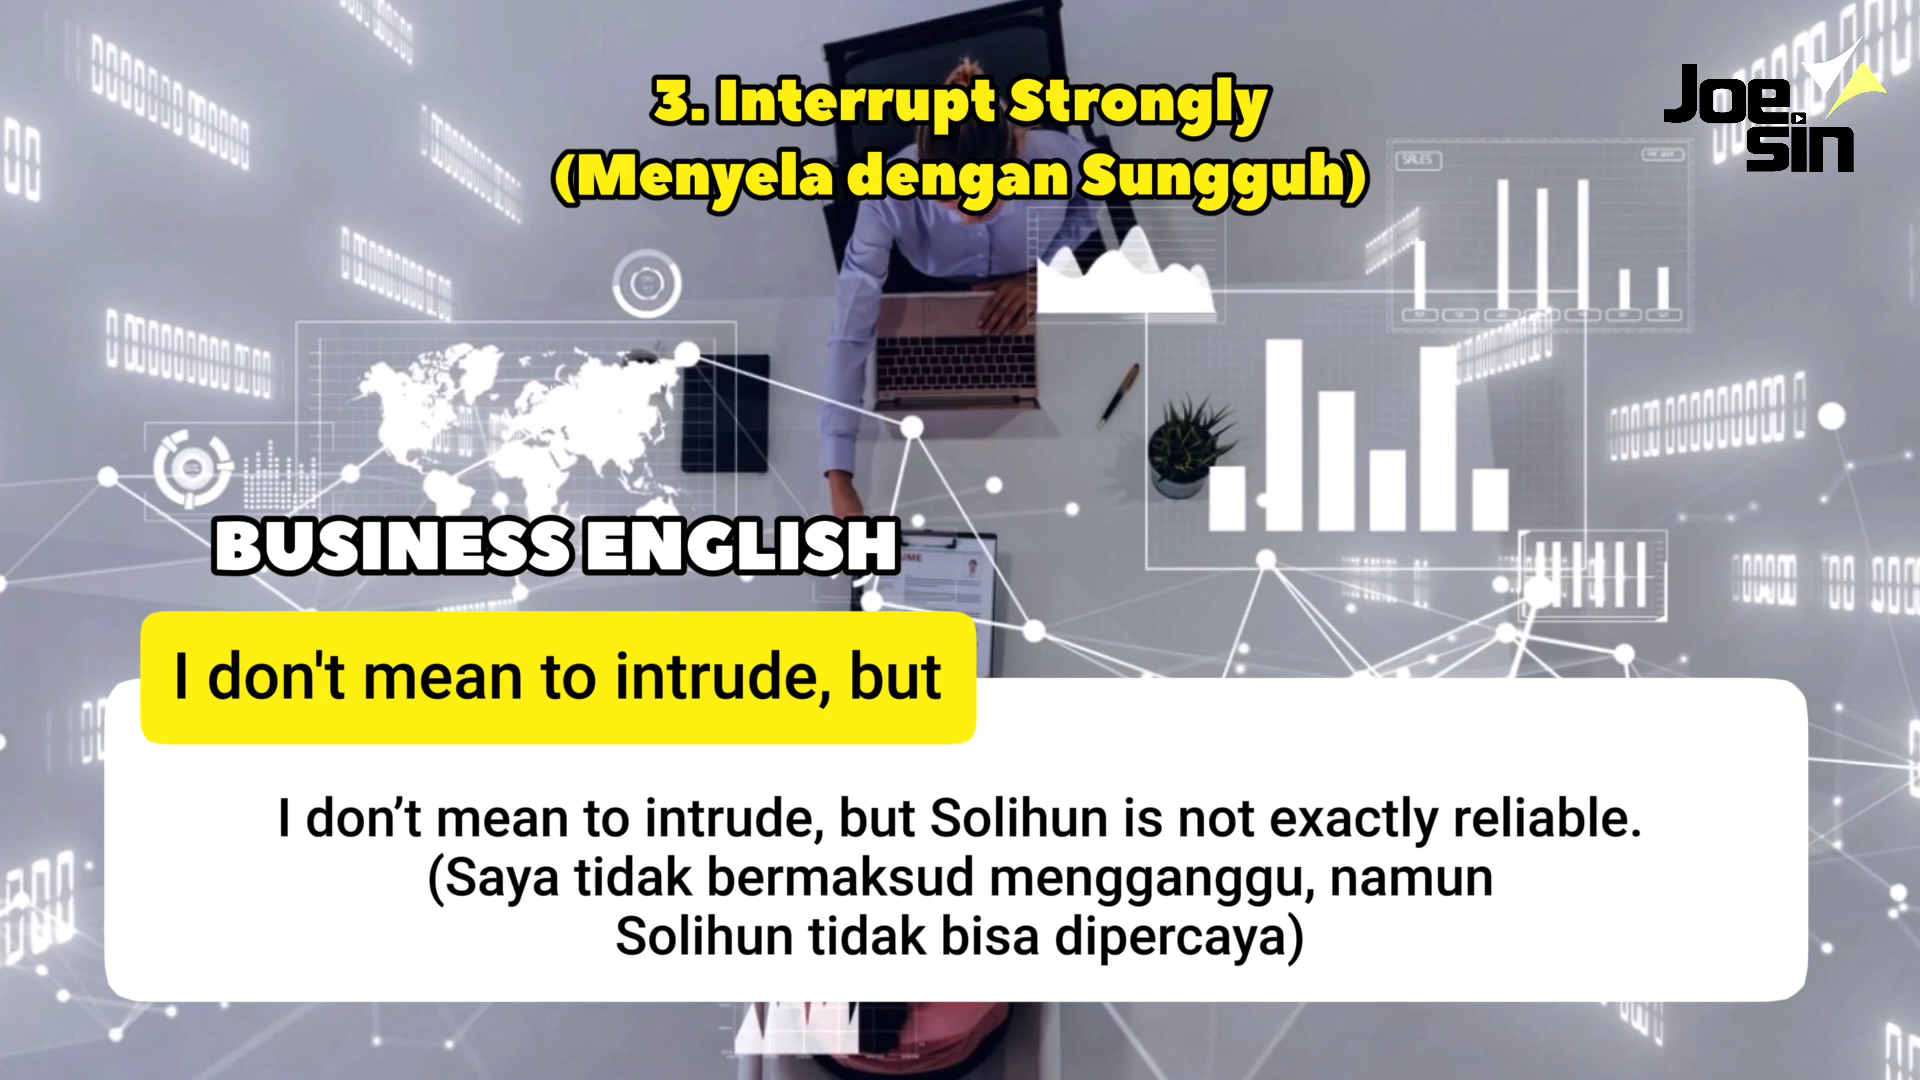 3. Interrupt Strongly
(Menyela dengan Sungguh)
Joe
sin
SALES
BUSINESS ENGLISH
I don't mean to intrude, but
I don’t mean to intrude, but Solihun is not exactly reliable.
(Saya tidak bermaksud mengganggu, namun
Solihun tidak bisa dipercaya)